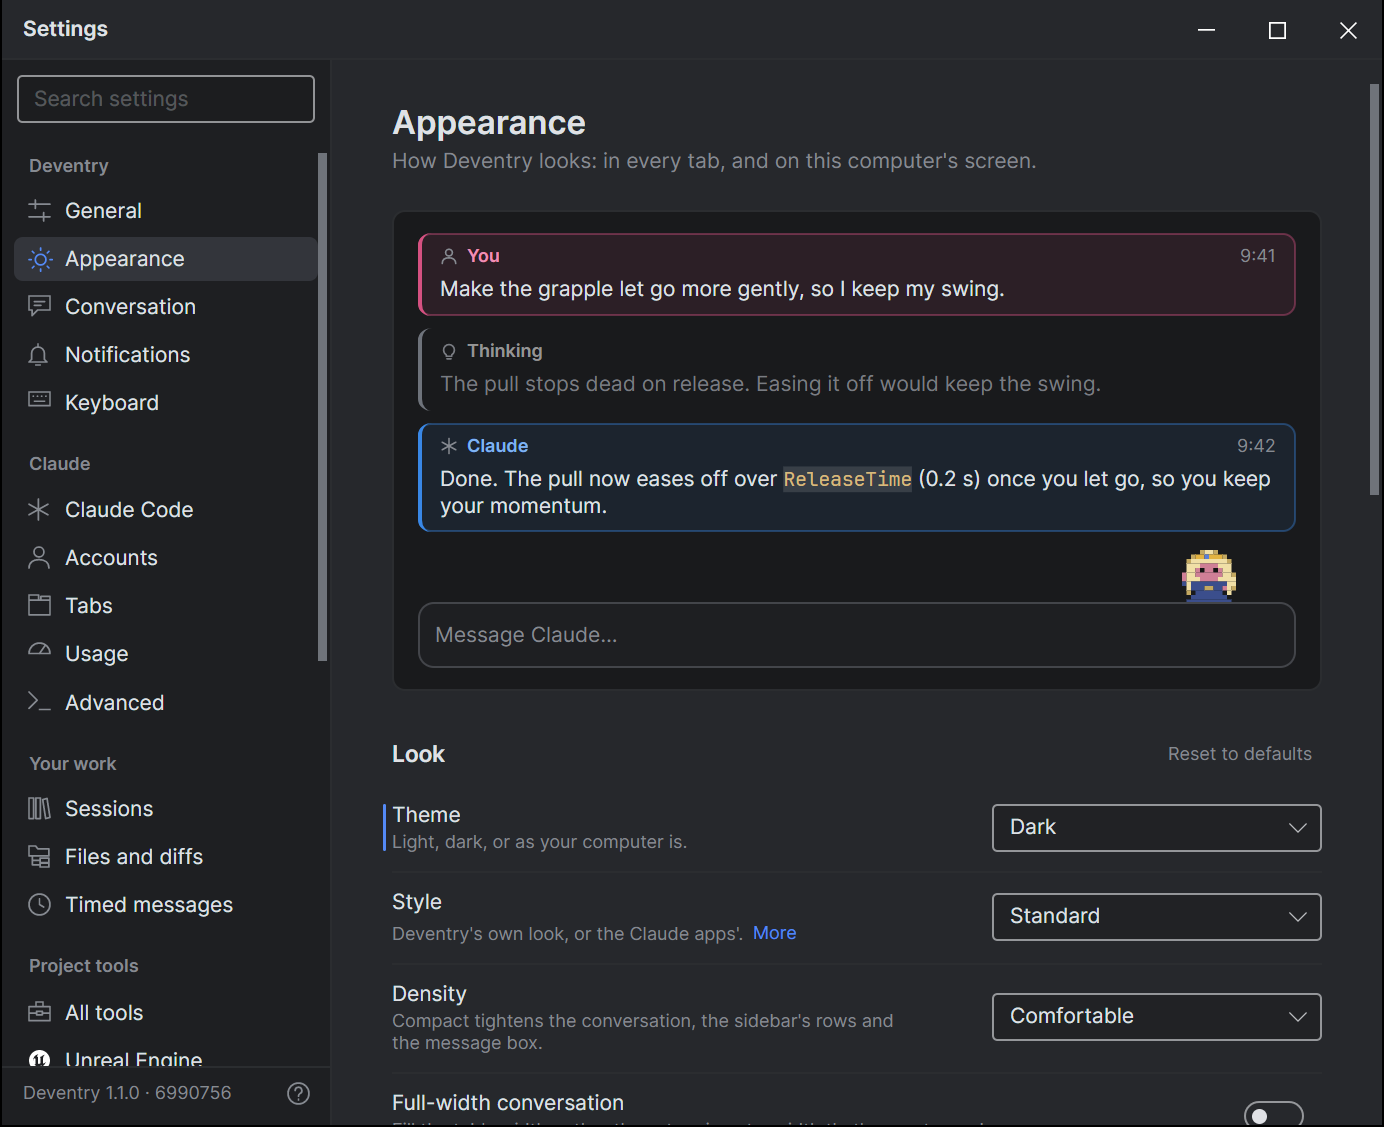 Settings
Search settings
Deventry
General
Appearance
Conversation
Notifications
Keyboard
Claude
Claude Code
Accounts
Tabs
Usage
Advanced
Your work
Sessions
Files and diffs
Timed messages
Project tools
All tools
Unreal Engine
Deventry 1.1.0 · 6990756
Appearance
How Deventry looks: in every tab, and on this computer's screen.
You 9:41
Make the grapple let go more gently, so I keep my swing.
Thinking
The pull stops dead on release. Easing it off would keep the swing.
Claude 9:42
Done. The pull now eases off over ReleaseTime (0.2 s) once you let go, so you keep
your momentum.
Message Claude...
Look Reset to defaults
Theme
Light, dark, or as your computer is.
Dark
Style
Deventry's own look, or the Claude apps'. More
Standard
Density
Compact tightens the conversation, the sidebar's rows and
the message box.
Comfortable
Full-width conversation